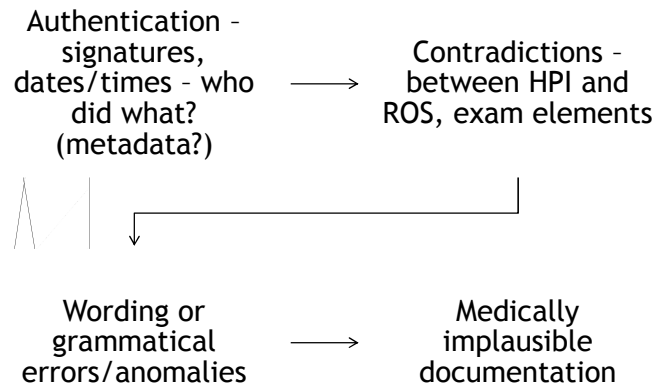 Authentication –
signatures,
dates/times – who
did what?
(metadata?)
Contradictions –
between HPI and
ROS, exam elements
Wording or
grammatical
errors/anomalies
Medically
implausible
documentation